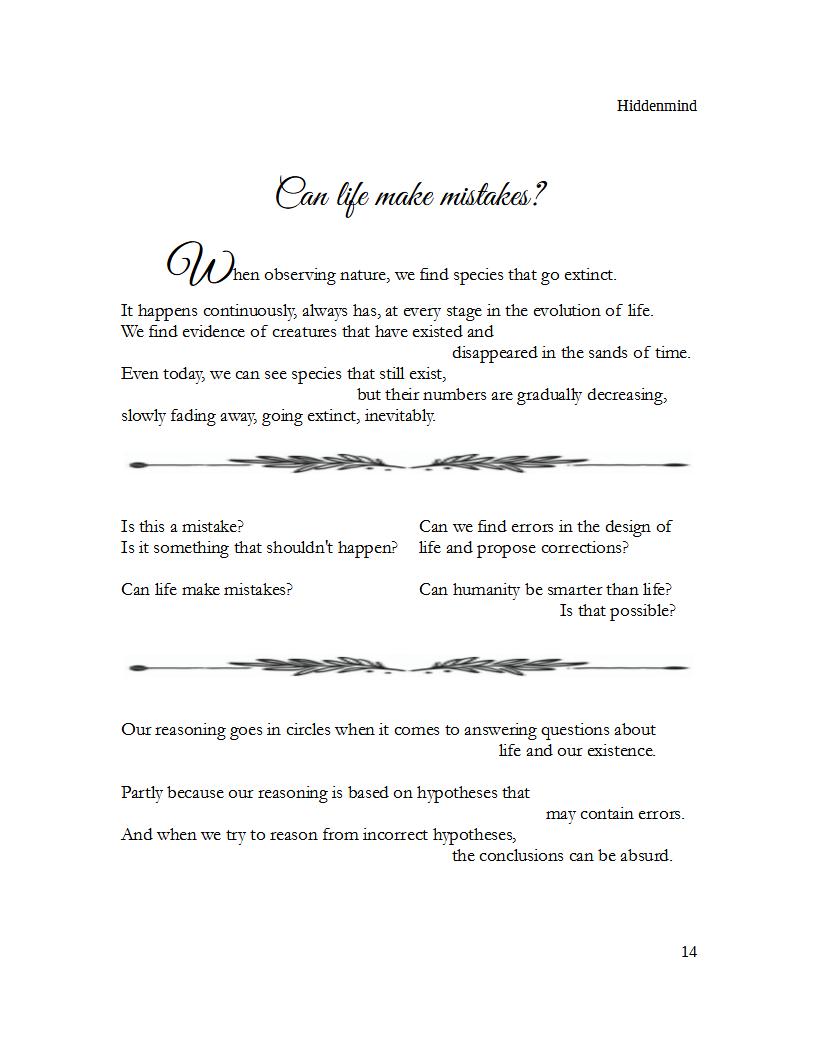 Hiddenmind
Can life make mistakes?
When observing nature, we find species that go extinct.
It happens continuously, always has, at every stage in the evolution of life.
We find evidence of creatures that have existed and
disappeared in the sands of time.
Even today, we can see species that still exist,
but their numbers are gradually decreasing,
slowly fading away, going extinct, inevitably.
Is this a mistake?
Is it something that shouldn't happen?
Can life make mistakes?
Can we find errors in the design of
life and propose corrections?
Can humanity be smarter than life?
Is that possible?
Our reasoning goes in circles when it comes to answering questions about
life and our existence.
Partly because our reasoning is based on hypotheses that
may contain errors.
And when we try to reason from incorrect hypotheses,
the conclusions can be absurd.
14